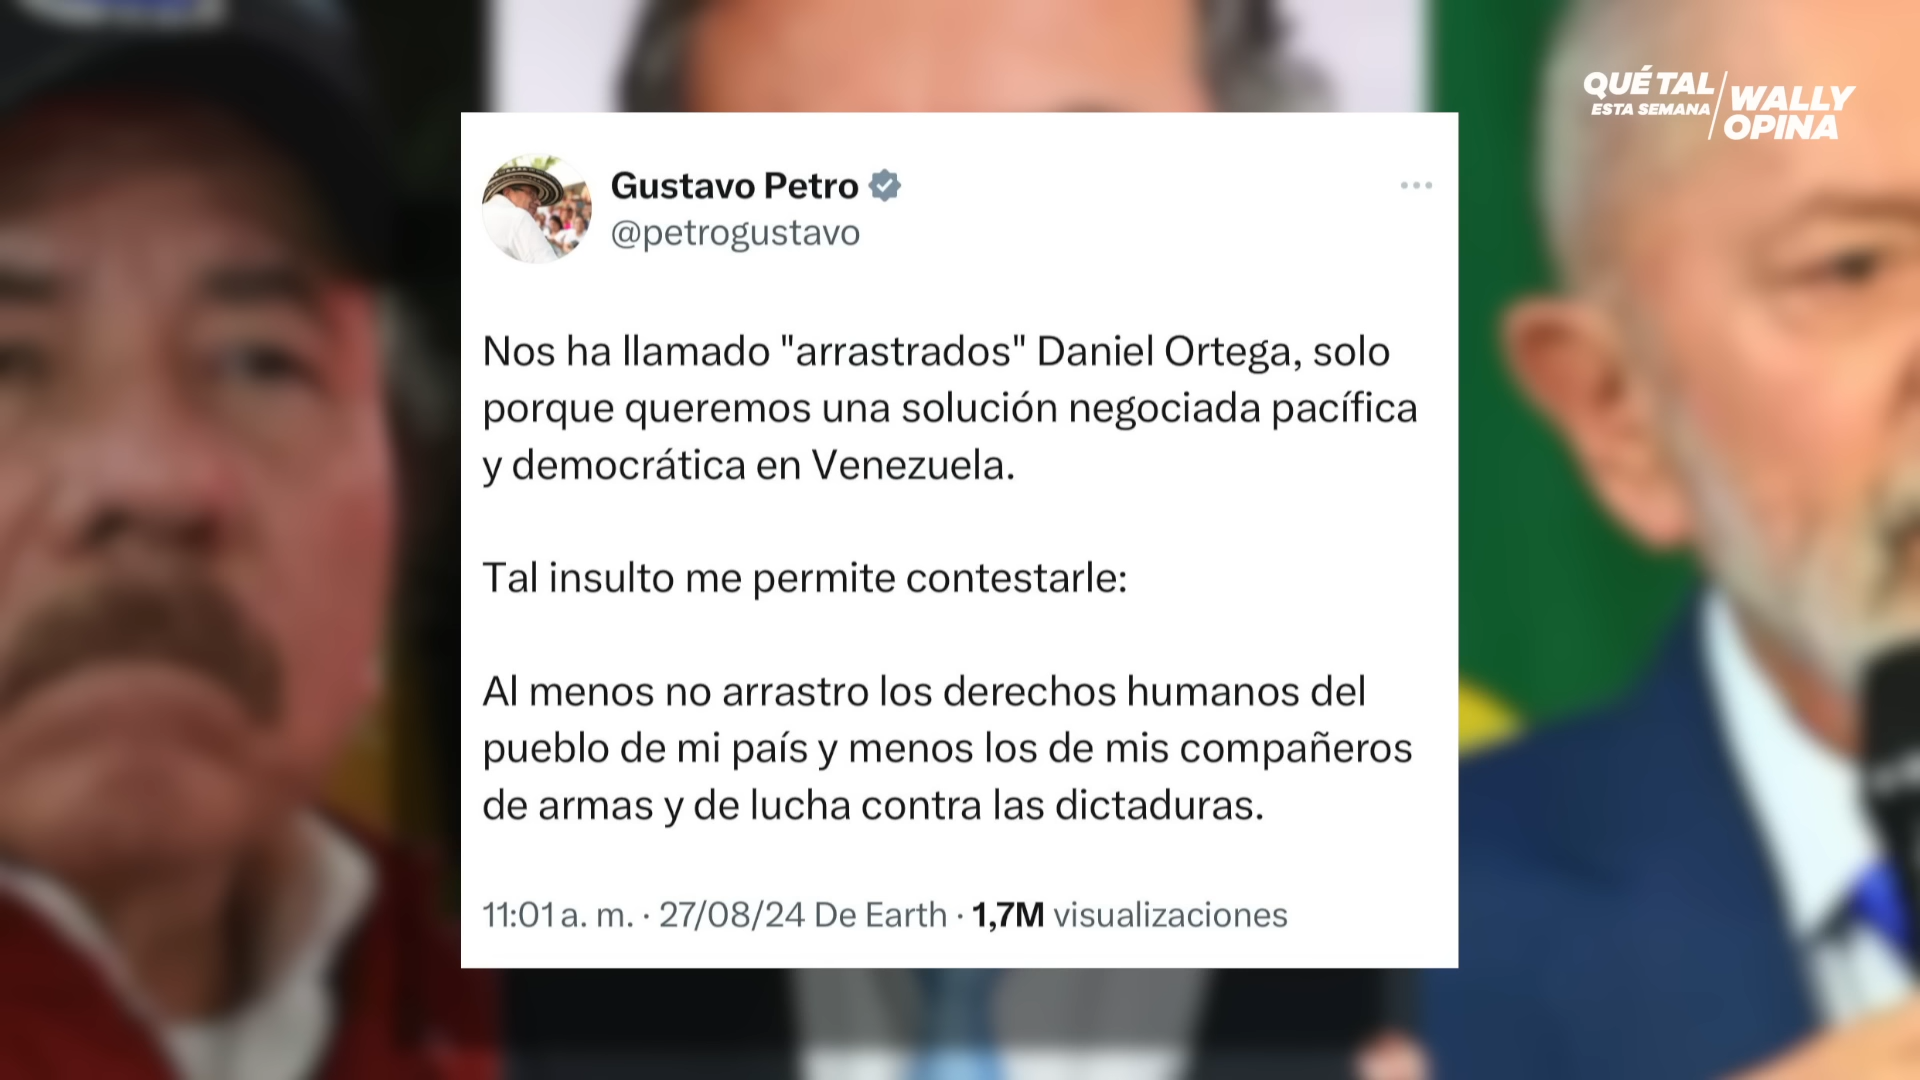 QUÉ TAL
ESTA SEMANA
WALLY
OPINA
Gustavo Petro
@petrogustavo
Nos ha llamado "arrastrados" Daniel Ortega, solo
porque queremos una solución negociada pacífica
y democrática en Venezuela.
Tal insulto me permite contestarle:
Al menos no arrastro los derechos humanos del
pueblo de mi país y menos los de mis compañeros
de armas y de lucha contra las dictaduras.
11:01 a. m. · 27/08/24 De Earth · 1,7M visualizaciones